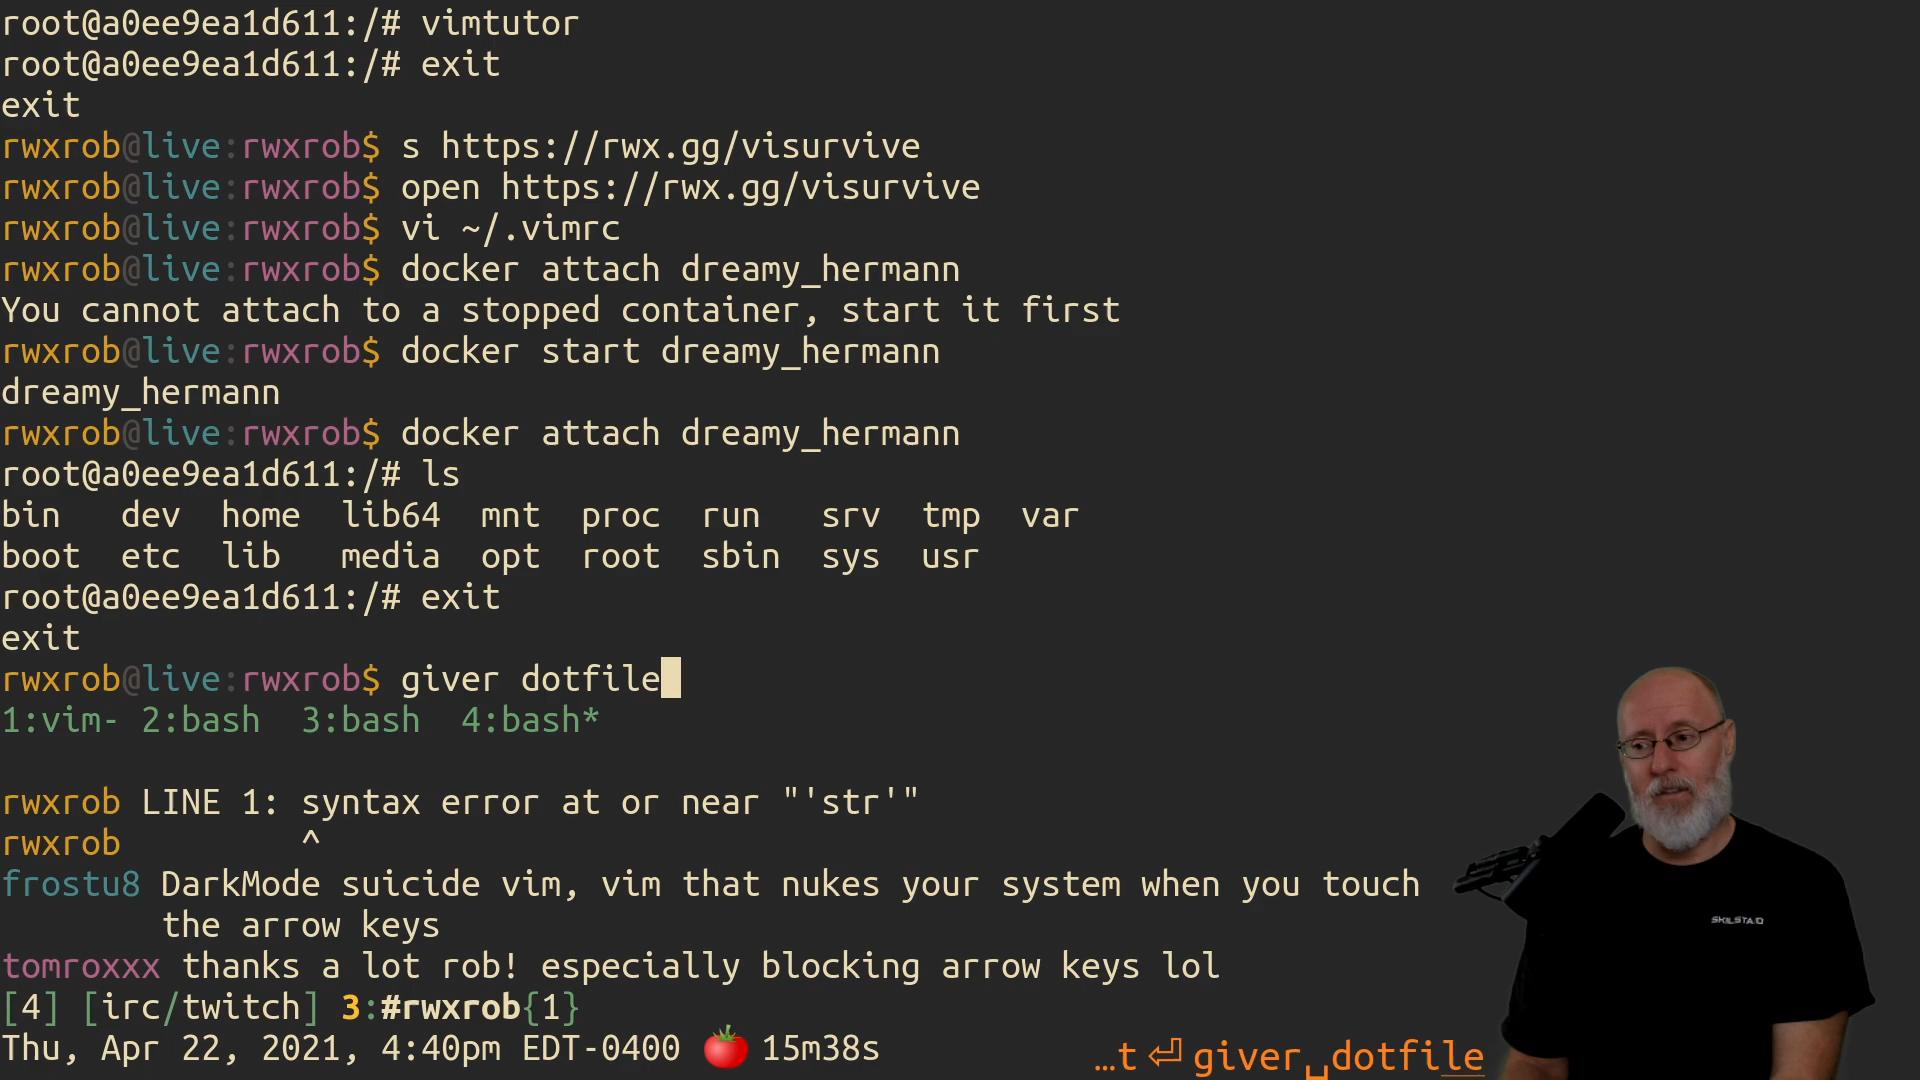 root@a0ee9ea1d611:/# vimtutor
root@a0ee9ea1d611:/# exit
exit
rwxrob@live:rwxrob$ s https://rwx.gg/visurvive
rwxrob@live:rwxrob$ open https://rwx.gg/visurvive
rwxrob@live:rwxrob$ vi ~/.vimrc
rwxrob@live:rwxrob$ docker attach dreamy_hermann
You cannot attach to a stopped container, start it first
rwxrob@live:rwxrob$ docker start dreamy_hermann
dreamy_hermann
rwxrob@live:rwxrob$ docker attach dreamy_hermann
root@a0ee9ea1d611:/# ls
bin   dev  home  lib64  mnt  proc  run   srv  tmp  var
boot  etc  lib   media  opt  root  sbin  sys  usr
root@a0ee9ea1d611:/# exit
exit
rwxrob@live:rwxrob$ giver dotfile
1:vim- 2:bash  3:bash  4:bash*
rwxrob LINE 1: syntax error at or near "'str'"
rwxrob         ^
frostu8 DarkMode suicide vim, vim that nukes your system when you touch
the arrow keys
tomroxxx thanks a lot rob! especially blocking arrow keys lol
[4] [irc/twitch] 3:#rwxrob{1}
Thu, Apr 22, 2021, 4:40pm EDT-0400 🍅 15m38s
…t ⏎ giver␣dotfile